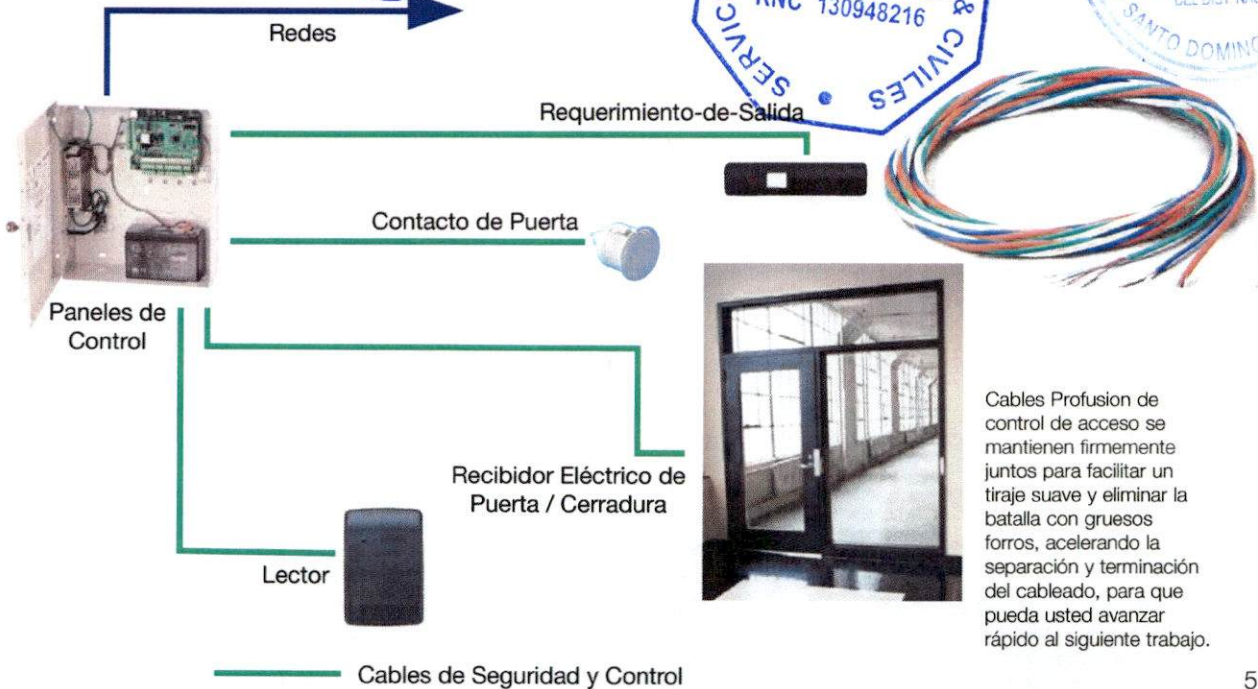 Redes
RNC 130948216
SERVIC
& CIVILES
SANTO DOMING
Requerimiento-de-Salida
Contacto de Puerta
Paneles de
Control
Recibidor Eléctrico de
Puerta / Cerradura
Lector
Cables Profusion de
control de acceso se
mantienen firmemente
juntos para facilitar un
tiraje suave y eliminar la
batalla con gruesos
forros, acelerando la
separación y terminación
del cableado, para que
pueda usted avanzar
rápido al siguiente trabajo.
Cables de Seguridad y Control
5